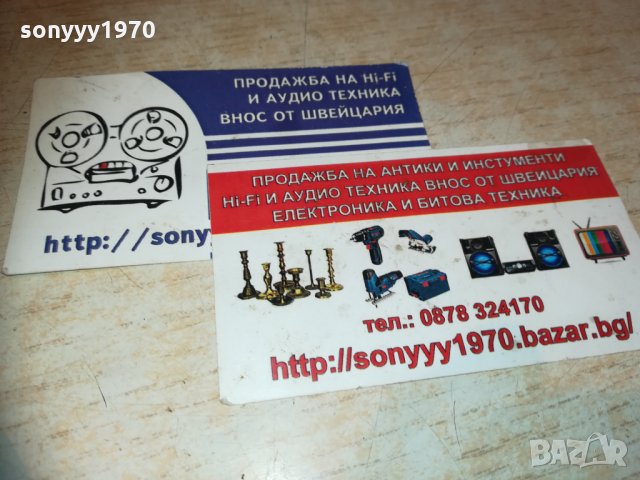 sonyyy1970
ПРОДАЖБА НА Hi-Fi
И АУДИО ТЕХНИКА
ВНОС ОТ ШВЕЙЦАРИЯ
http://sony
ПРОДАЖБА НА АНТИКИ И ИНСТУМЕНТИ
Hi-Fi И АУДИО ТЕХНИКА ВНОС ОТ ШВЕЙЦАРИЯ
ЕЛЕКТРОНИКА И БИТОВА ТЕХНИКА
тел.: 0878 324170
http://sonyyy1970.bazar.bg/
BAZAR
bg